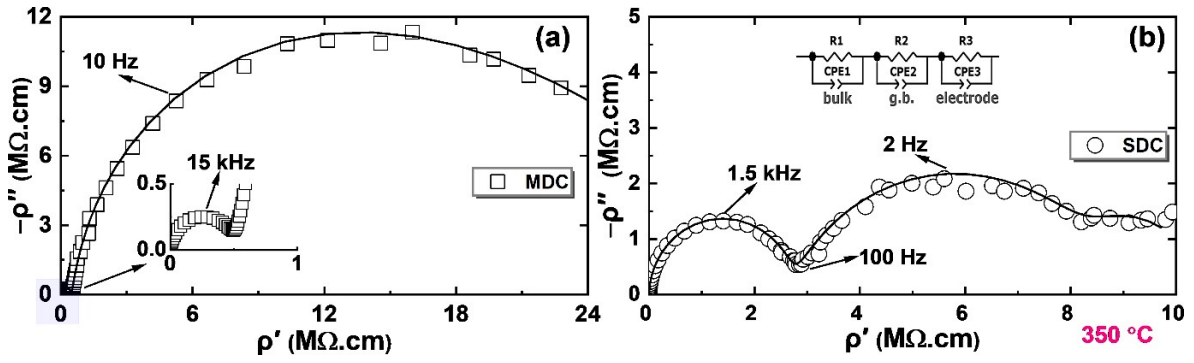 12
9
6
3
0
−ρ″ (MΩ.cm)
(a)
10 Hz
15 kHz
0.5
0.0
0
1
MDC
0
6
12
18
24
ρ′ (MΩ.cm)
5
4
3
2
1
0
−ρ″ (MΩ.cm)
(b)
R1 R2 R3
CPE1 CPE2 CPE3
bulk g.b. electrode
SDC
2 Hz
1.5 kHz
100 Hz
0
2
4
6
8
10
ρ′ (MΩ.cm)
350 °C